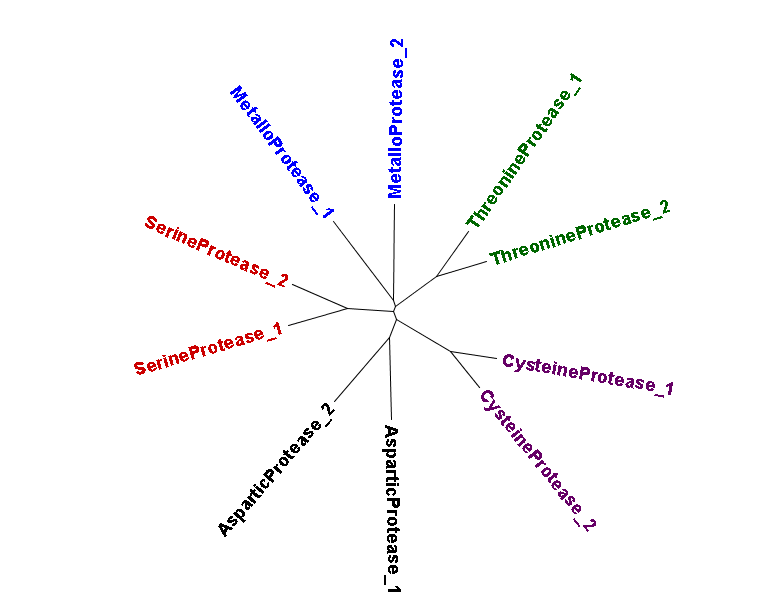 MetalloProtease_2
ThreonineProtease_1
MetalloProtease_1
ThreonineProtease_2
SerineProtease_2
SerineProtease_1
CysteineProtease_1
CysteineProtease_2
AsparticProtease_2
AsparticProtease_1